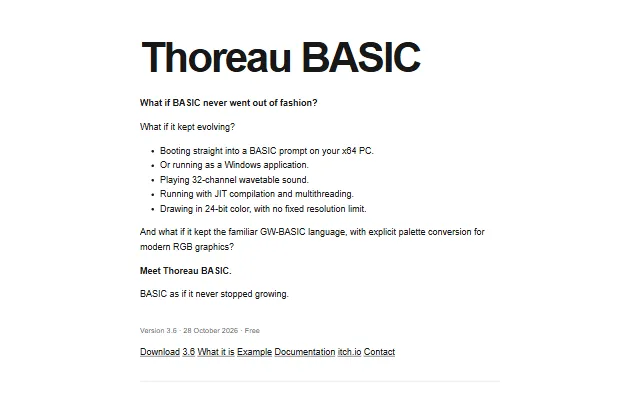 Thoreau BASIC
What if BASIC never went out of fashion?
What if it kept evolving?
• Booting straight into a BASIC prompt on your x64 PC.
• Or running as a Windows application.
• Playing 32-channel wavetable sound.
• Running with JIT compilation and multithreading.
• Drawing in 24-bit color, with no fixed resolution limit.
And what if it kept the familiar GW-BASIC language, with explicit palette conversion for
modern RGB graphics?
Meet Thoreau BASIC.
BASIC as if it never stopped growing.
Version 3.6 · 28 October 2026 · Free
Download 3.6 What it is Example Documentation itch.io Contact